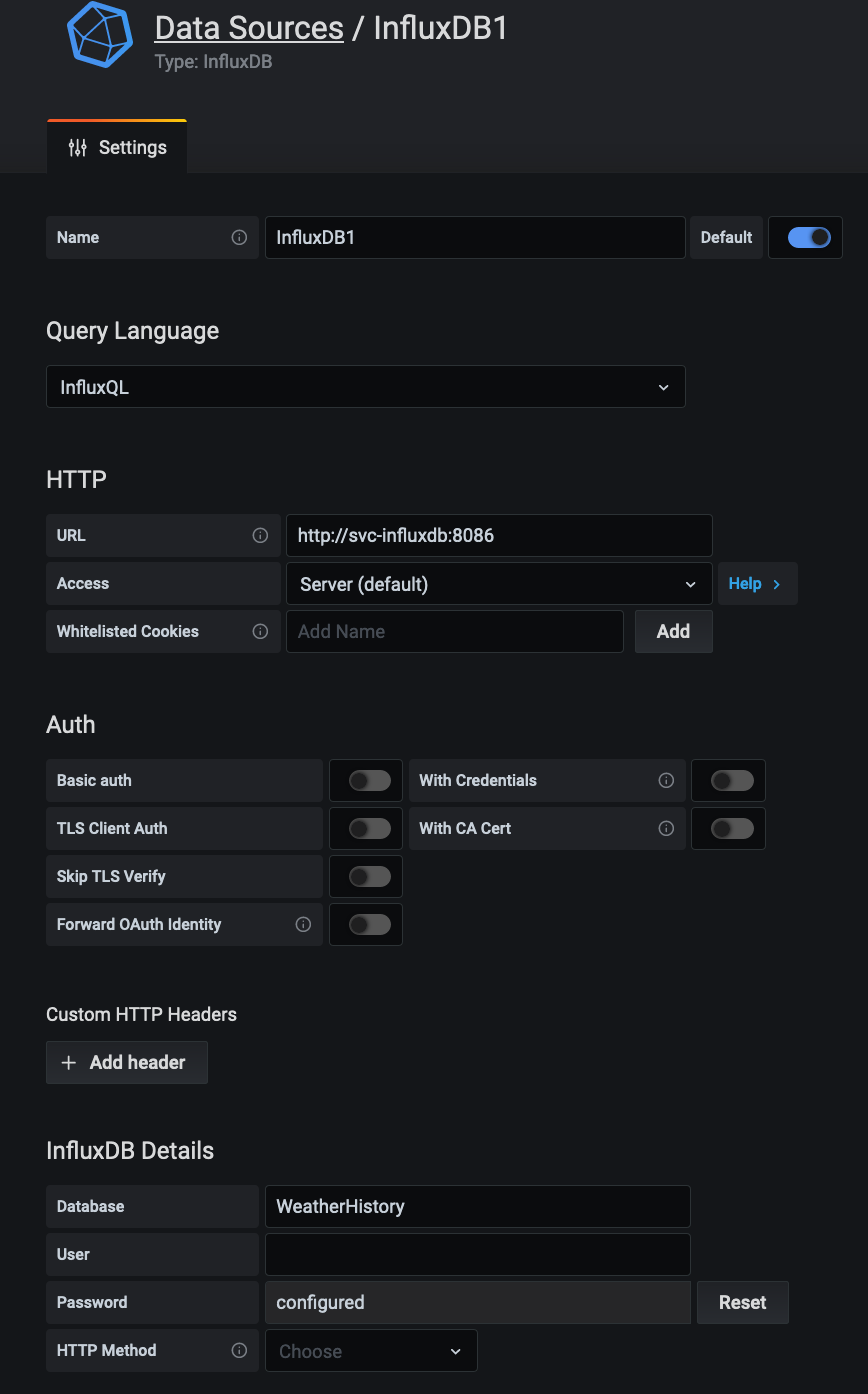 Data Sources / InfluxDB1
Type: InfluxDB
Settings
Name InfluxDB1 Default
Query Language
InfluxQL
HTTP
URL http://svc-influxdb:8086
Access Server (default) Help >
Whitelisted Cookies Add Name Add
Auth
Basic auth With Credentials
TLS Client Auth With CA Cert
Skip TLS Verify
Forward OAuth Identity
Custom HTTP Headers
+ Add header
InfluxDB Details
Database WeatherHistory
User
Password configured Reset
HTTP Method Choose